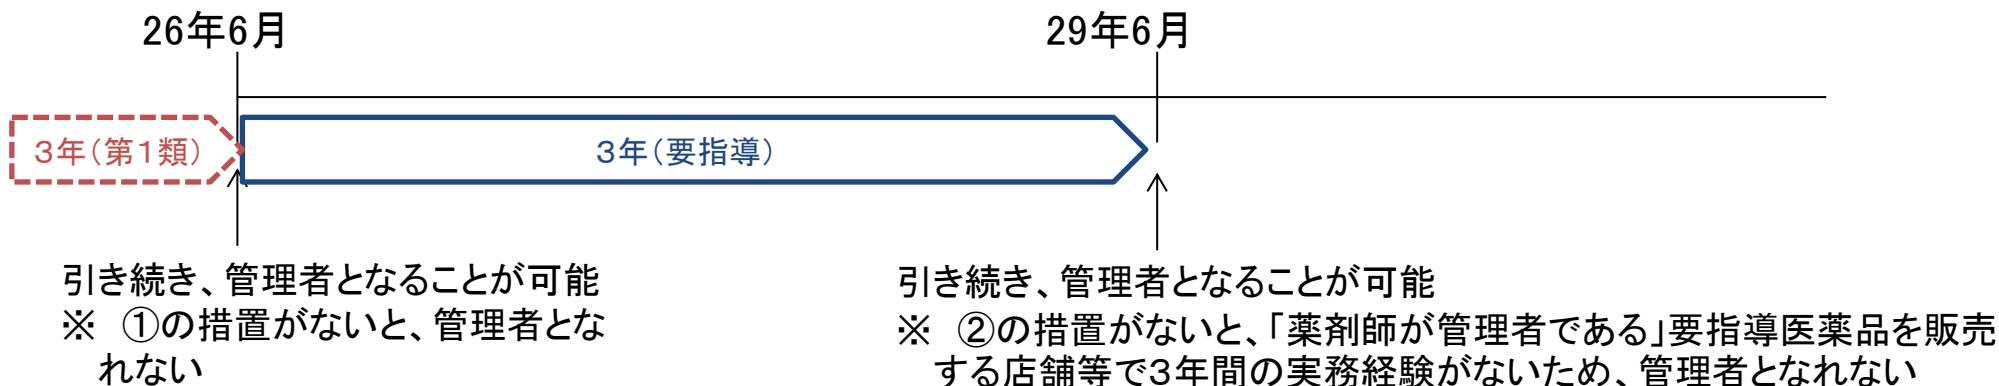 26年6月
29年6月
3年(第1類)
3年(要指導)
引き続き、管理者となることが可能
※　①の措置がないと、管理者とな
れない
引き続き、管理者となることが可能
※　②の措置がないと、「薬剤師が管理者である」要指導医薬品を販売
する店舗等で3年間の実務経験がないため、管理者となれない